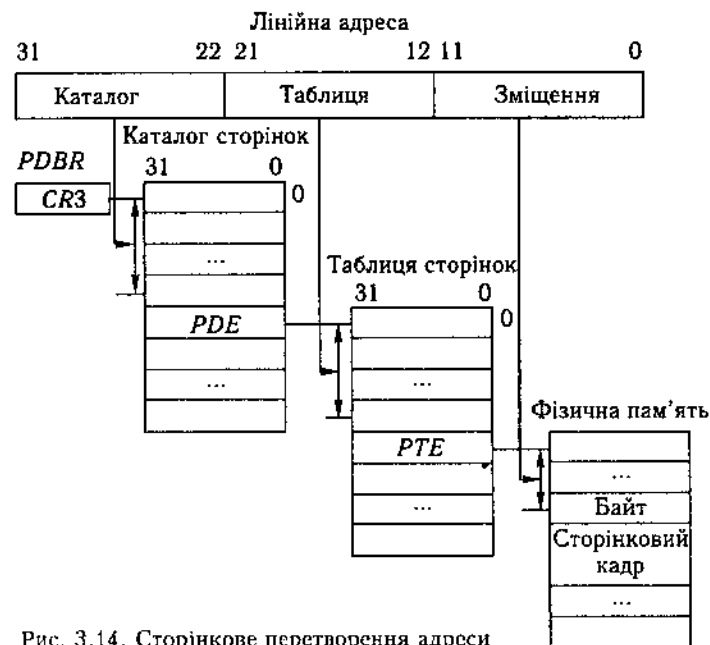 Лінійна адреса
31 22 21 12 11 0
Каталог Таблиця Зміщення
Каталог сторінок
PDBR 31 0
CR3 0
...
Таблиця сторінок
31 0
PDE 0
...
...
Фізична пам'ять
PTE
...
Байт
...
Сторінковий
кадр
...
Рис. 3.14. Сторінкове перетворення адреси